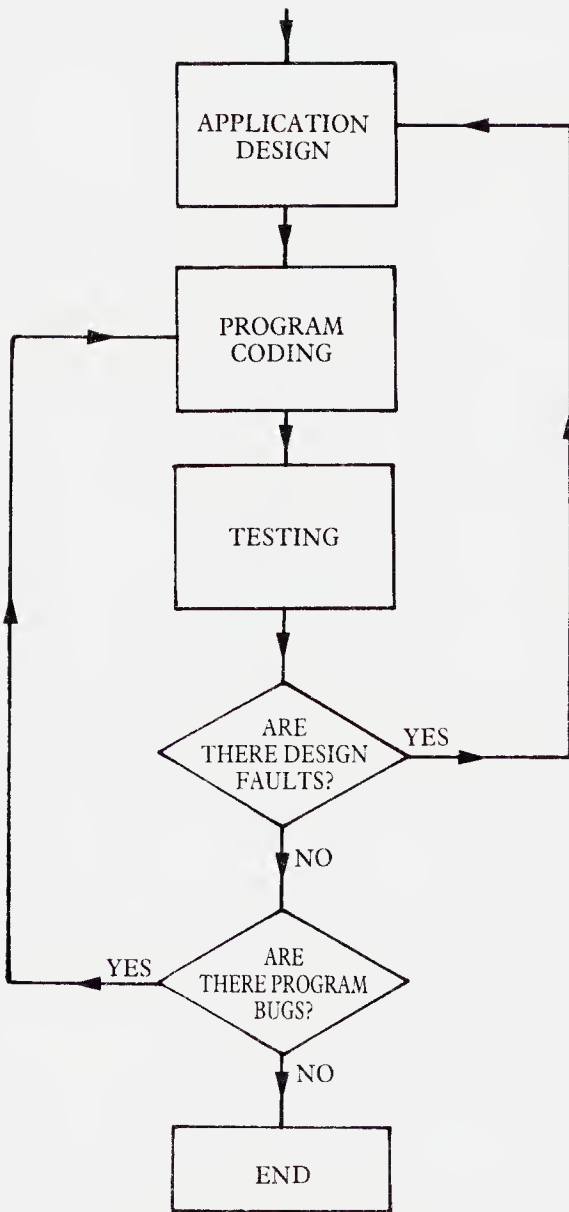 APPLICATION
DESIGN
PROGRAM
CODING
TESTING
ARE
THERE DESIGN
FAULTS?
YES
NO
ARE
THERE PROGRAM
BUGS?
YES
NO
END